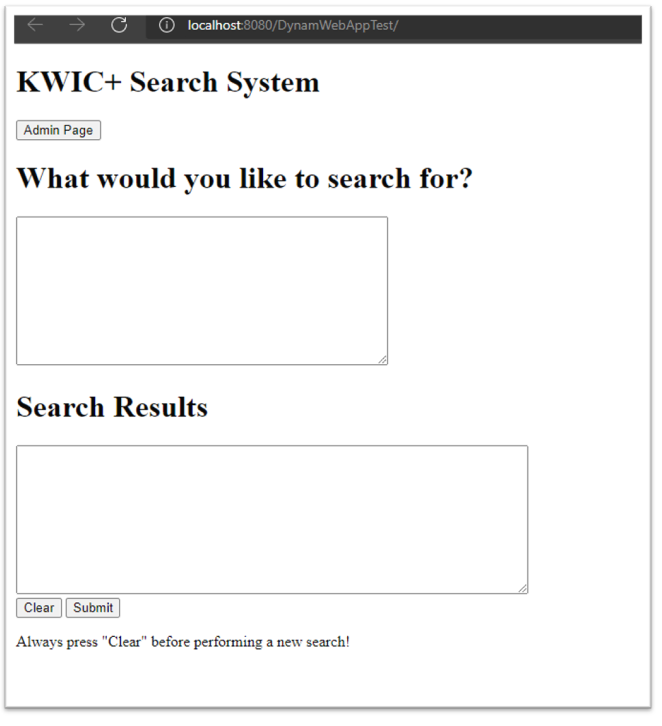 localhost:8080/DynamWebAppTest/
KWIC+ Search System
Admin Page
What would you like to search for?
Search Results
Clear Submit
Always press "Clear" before performing a new search!